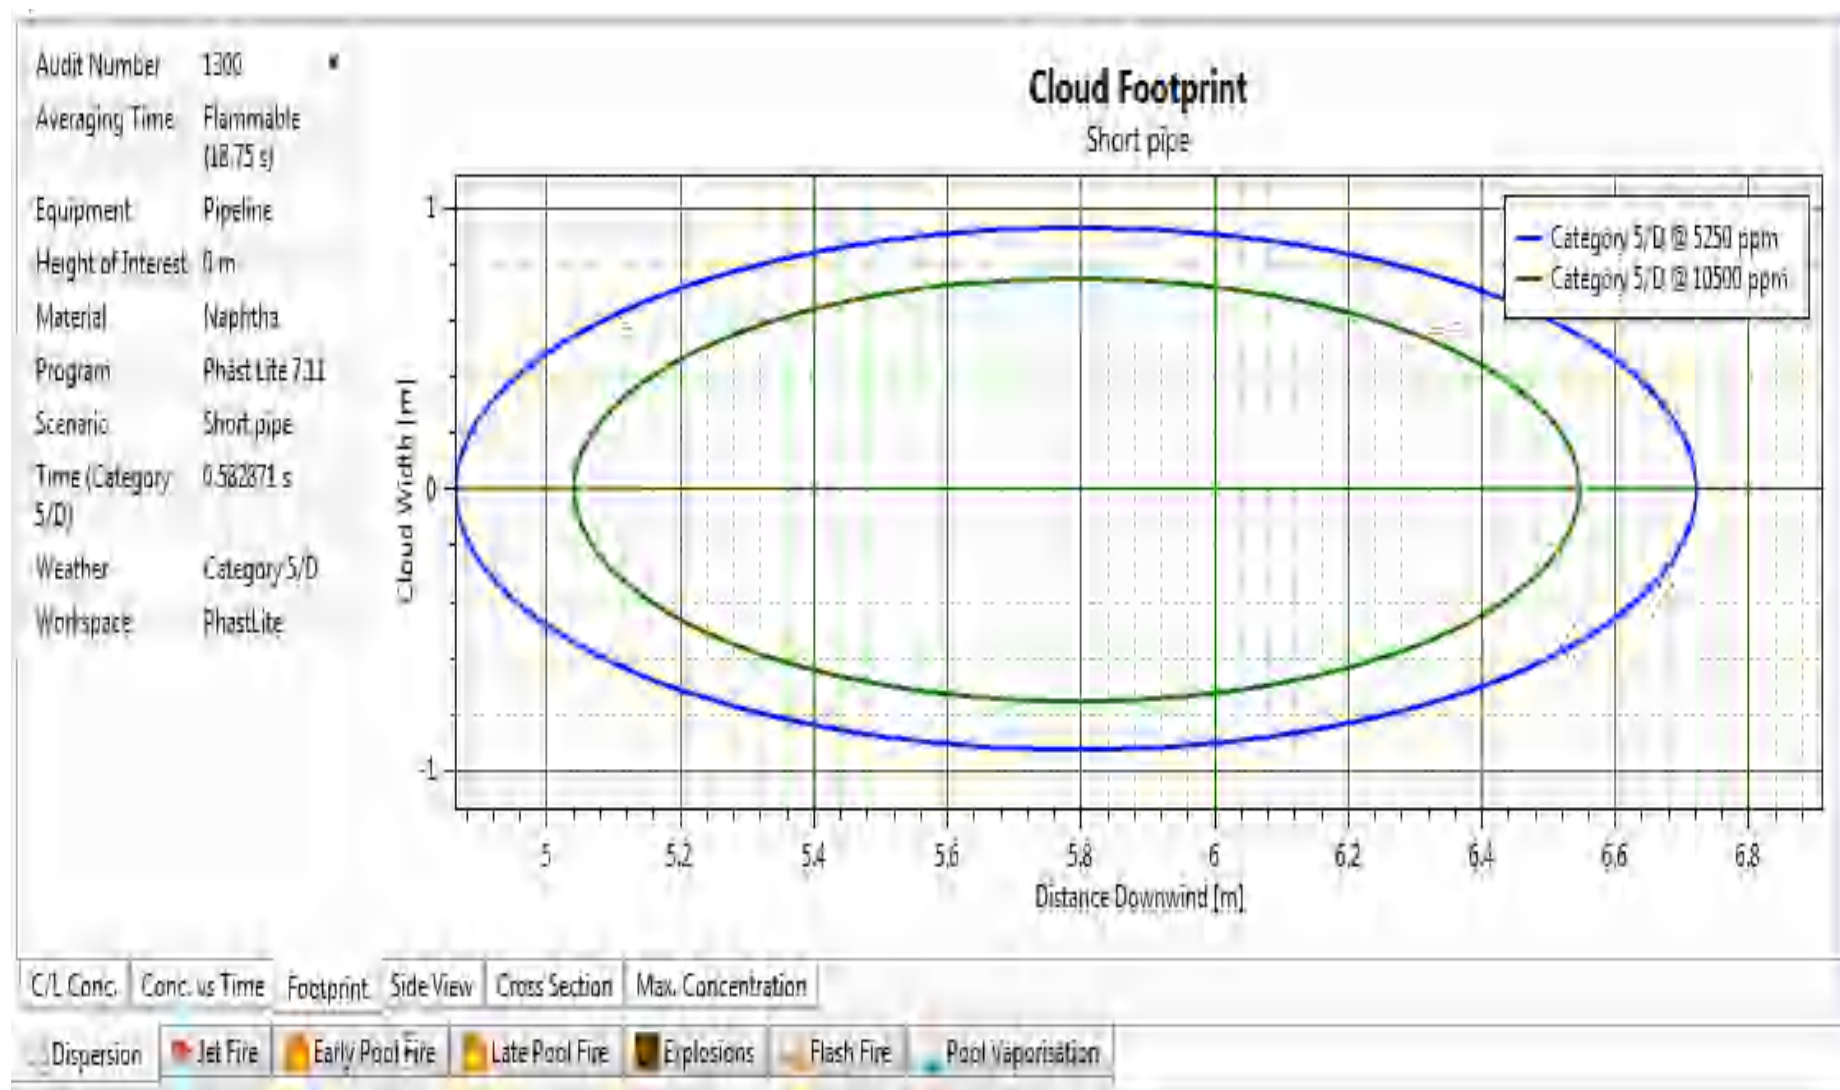 Audit Number 1300
Averaging Time Flammable
(18.75 s)
Equipment Pipeline
Height of Interest 0 m
Material Naphtha
Program Phast Lite 7.11
Scenario Short pipe
Time (Category 0.582871 s
5/D)
Weather Category 5/D
Workspace PhastLite
Cloud Footprint
Short pipe
Category 5/D @ 5250 ppm
Category 5/D @ 10500 ppm
Cloud Width [m]
1
0
-1
5 5.2 5.4 5.6 5.8 6 6.2 6.4 6.6 6.8
Distance Downwind [m]
C/L Conc. Conc. vs Time Footprint Side View Cross Section Max. Concentration
Dispersion Jet Fire Early Pool Fire Late Pool Fire Explosions Flash Fire Pool Vaporisation